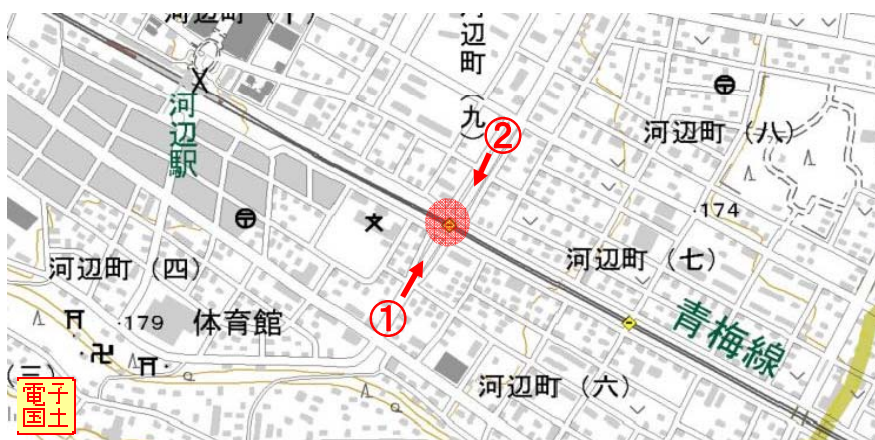 河辺町（十）
河辺町（九）
②
河辺町（八）
河辺駅
174
河辺町（四）
河辺町（七）
①
179
体育館
青梅線
（三）
河辺町（六）
電子
国土